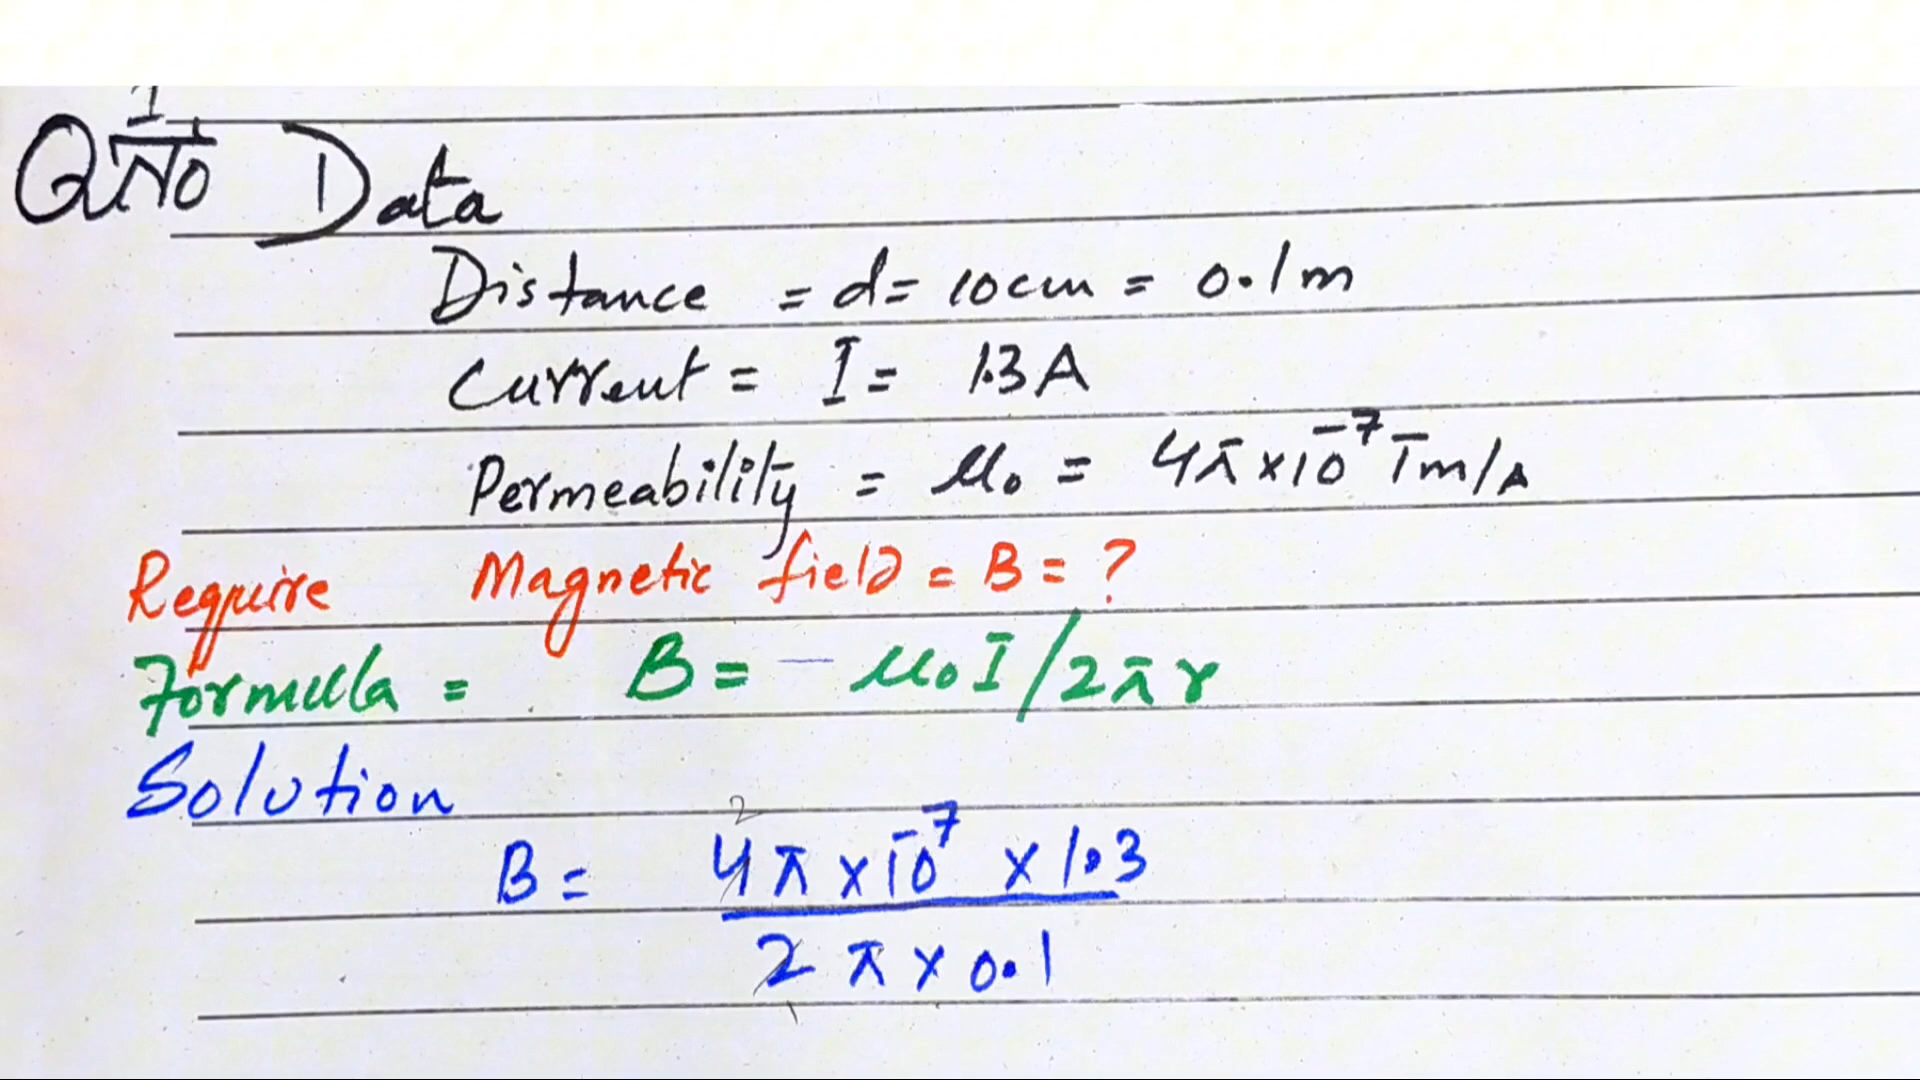 Q No 1
Data
Distance = d = 10cm = 0.1m
Current = I = 1.3A
Permeability = μ₀ = 4π×10⁻⁷ Tm/A
Require Magnetic field = B = ?
Formula = B = μ₀I/2πr
Solution
B = 4π×10⁻⁷ × 1.3
2π × 0.1